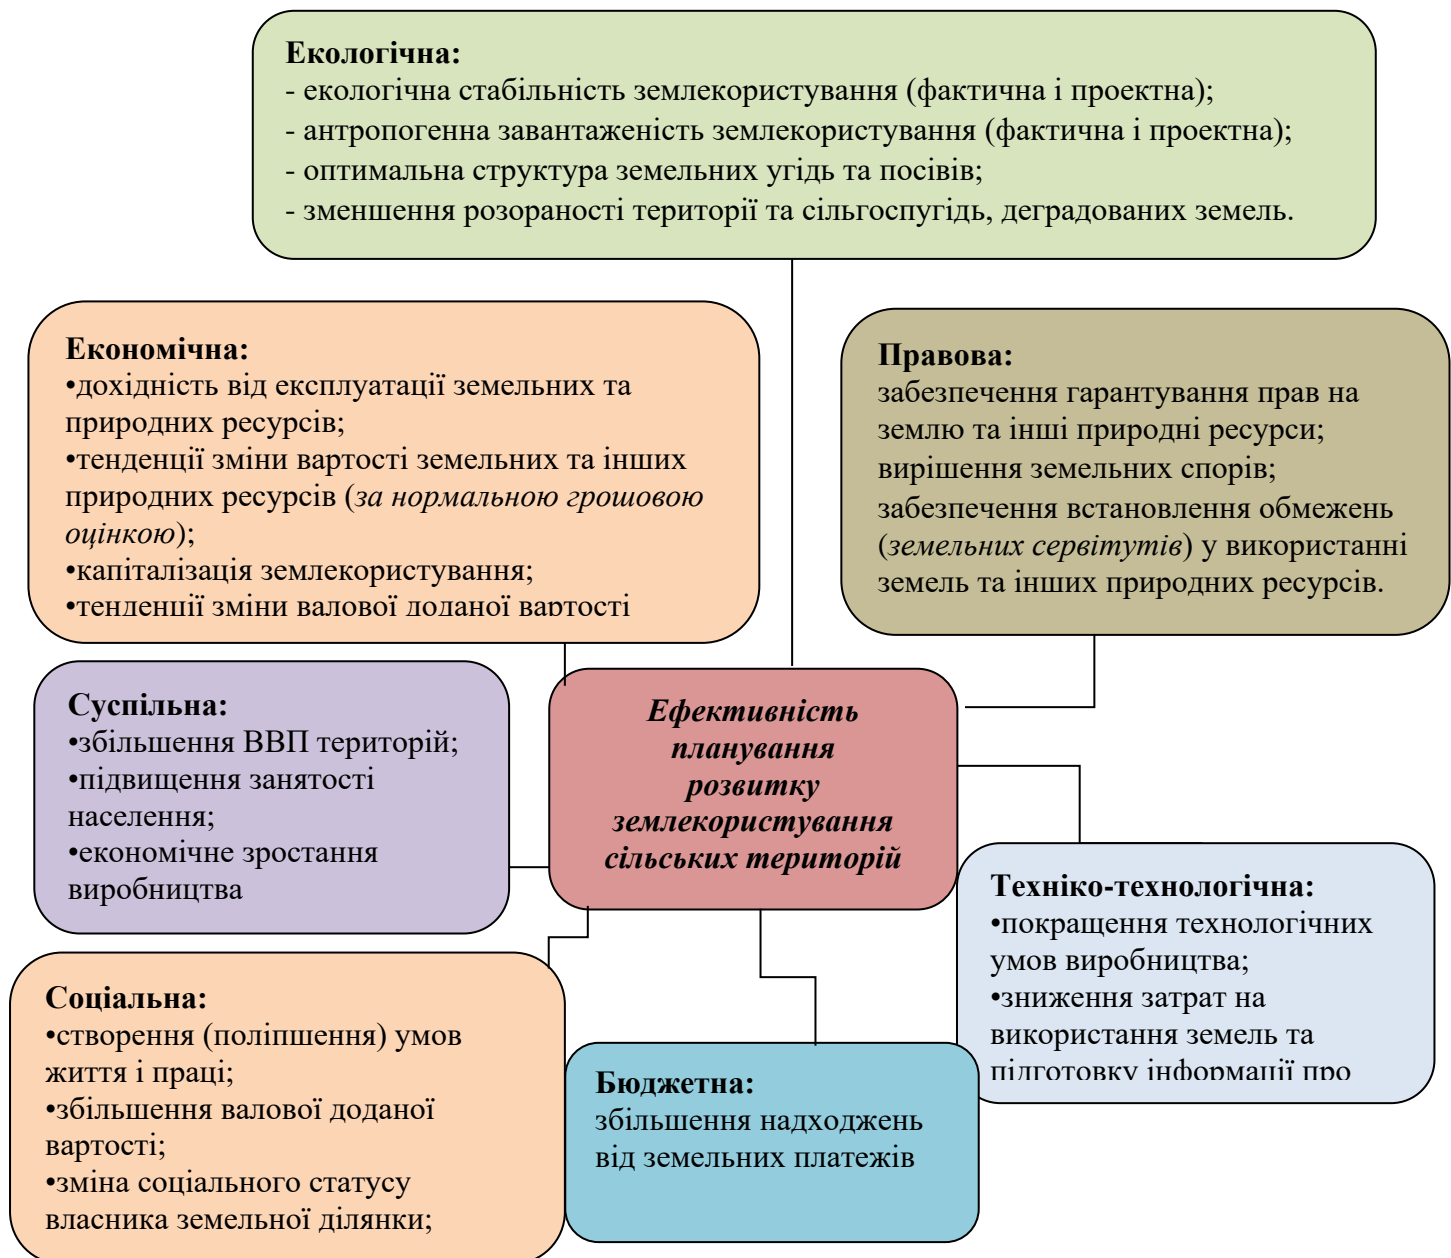 Екологічна:
- екологічна стабільність землекористування (фактична і проектна);
- антропогенна завантаженість землекористування (фактична і проектна);
- оптимальна структура земельних угідь та посівів;
- зменшення розораності території та сільгоспугідь, деградованих земель.
Економічна:
•дохідність від експлуатації земельних та
природних ресурсів;
•тенденції зміни вартості земельних та інших
природних ресурсів (за нормальною грошовою
оцінкою);
•капіталізація землекористування;
•тенденції зміни валової доданої вартості
Правова:
забезпечення гарантування прав на
землю та інші природні ресурси;
вирішення земельних спорів;
забезпечення встановлення обмежень
(земельних сервітутів) у використанні
земель та інших природних ресурсів.
Суспільна:
•збільшення ВВП територій;
•підвищення занятості
населення;
•економічне зростання
виробництва
Ефективність
планування
розвитку
землекористування
сільських територій
Техніко-технологічна:
•покращення технологічних
умов виробництва;
•зниження затрат на
використання земель та
підготовку інформації про
Соціальна:
•створення (поліпшення) умов
життя і праці;
•збільшення валової доданої
вартості;
•зміна соціального статусу
власника земельної ділянки;
Бюджетна:
збільшення надходжень
від земельних платежів